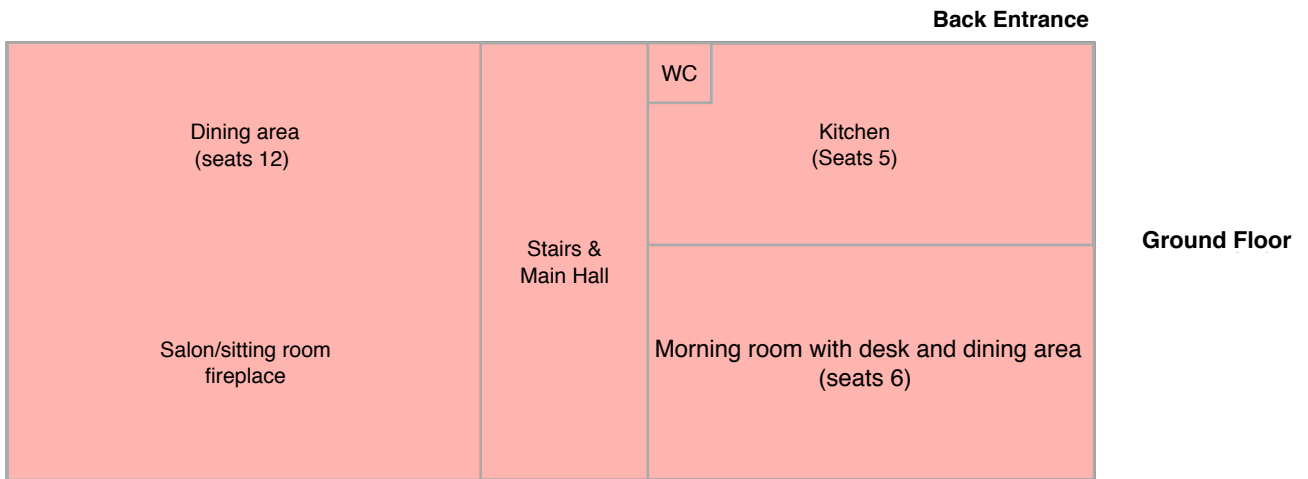 Back Entrance
WC
Dining area
(seats 12)
Kitchen
(Seats 5)
Stairs &
Main Hall
Ground Floor
Salon/sitting room
fireplace
Morning room with desk and dining area
(seats 6)